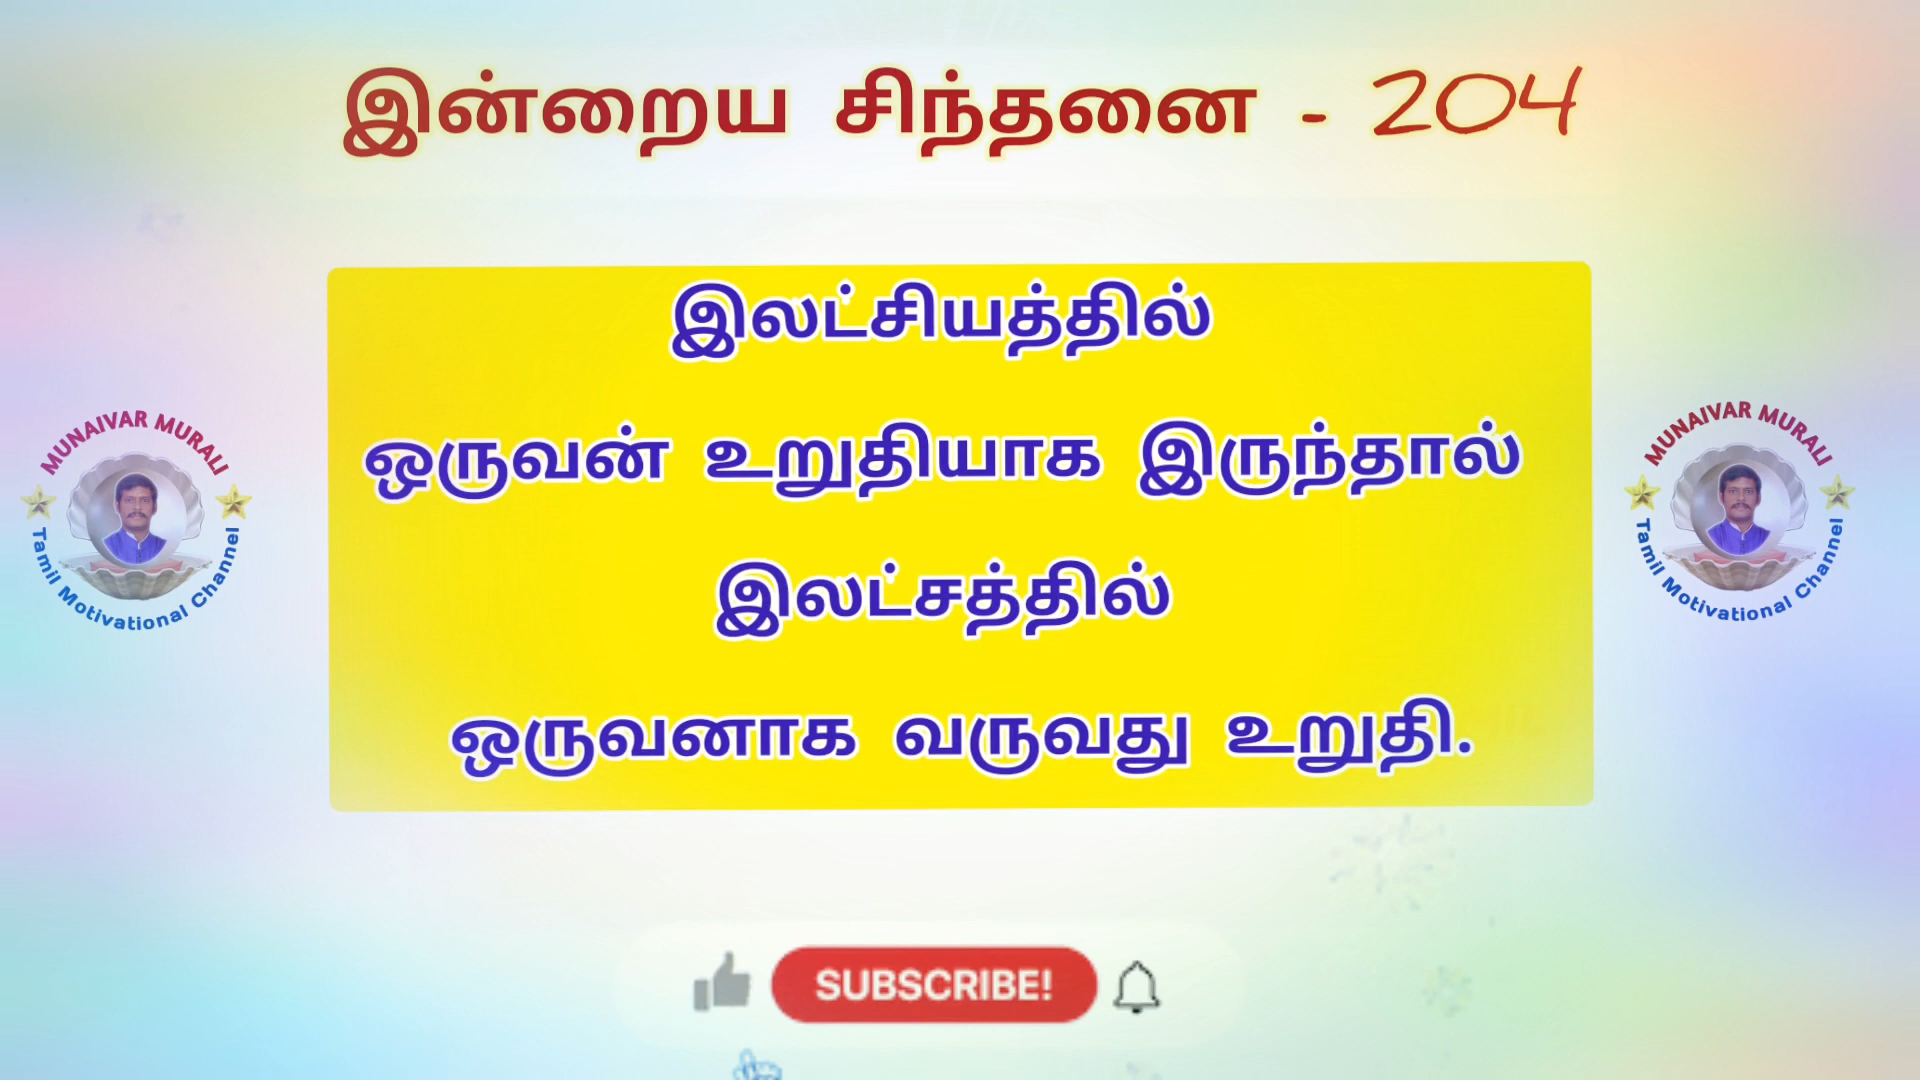 இன்றைய சிந்தனை - 204
இலட்சியத்தில்
ஒருவன் உறுதியாக இருந்தால்
இலட்சத்தில்
ஒருவனாக வருவது உறுதி.
MUNAIVAR MURALI
Tamil Motivational Channel
MUNAIVAR MURALI
Tamil Motivational Channel
SUBSCRIBE!